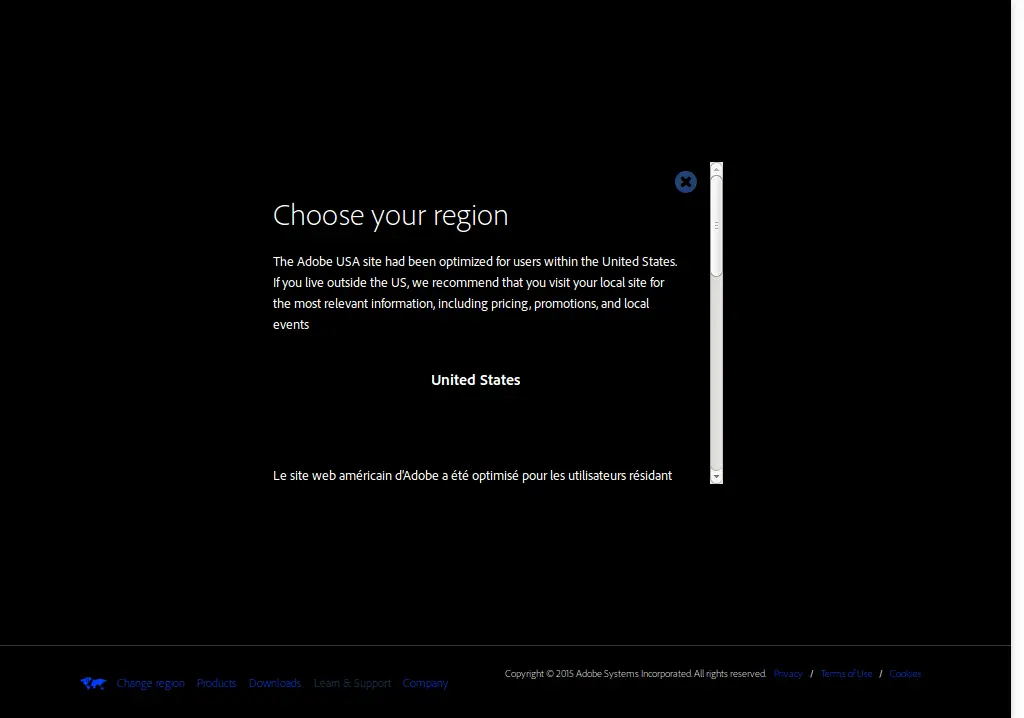 Choose your region
The Adobe USA site had been optimized for users within the United States.
If you live outside the US, we recommend that you visit your local site for
the most relevant information, including pricing, promotions, and local
events
United States
Le site web américain d'Adobe a été optimisé pour les utilisateurs résidant
Copyright © 2015 Adobe Systems Incorporated. All rights reserved. Privacy / Terms of Use / Cookies
Change region Products Downloads Learn & Support Company